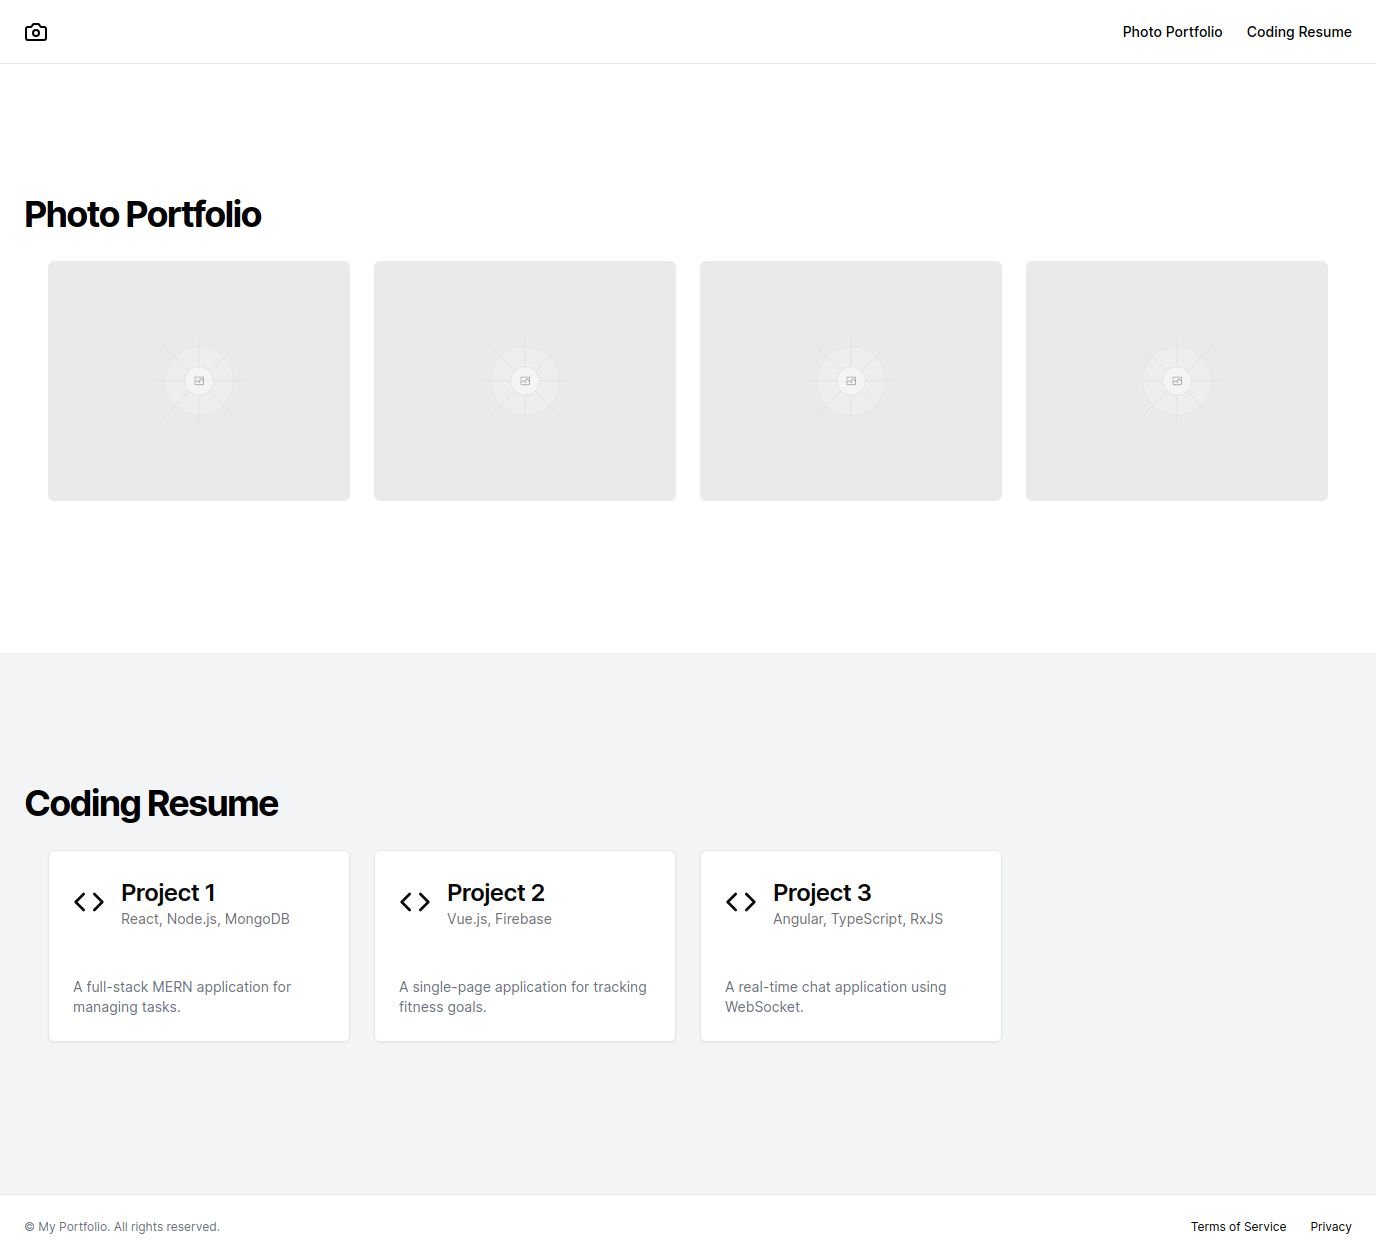 Photo Portfolio
Coding Resume
Photo Portfolio
Coding Resume
Project 1
React, Node.js, MongoDB
A full-stack MERN application for
managing tasks.
Project 2
Vue.js, Firebase
A single-page application for tracking
fitness goals.
Project 3
Angular, TypeScript, RxJS
A real-time chat application using
WebSocket.
© My Portfolio. All rights reserved.
Terms of Service
Privacy